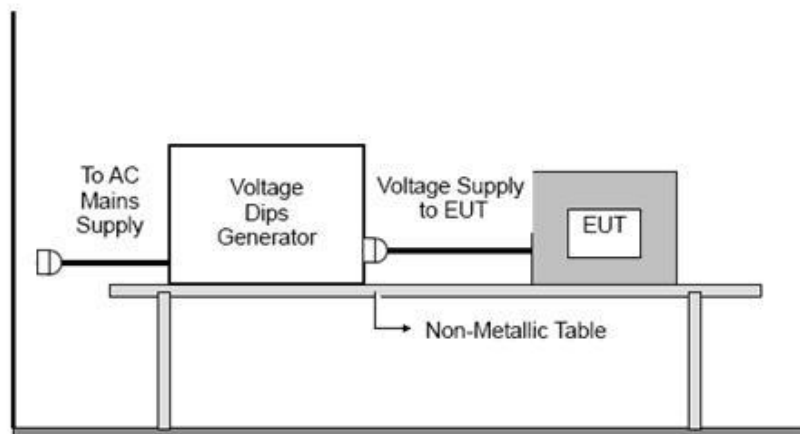 To AC
Mains
Supply
Voltage
Dips
Generator
Voltage Supply
to EUT
EUT
Non-Metallic Table